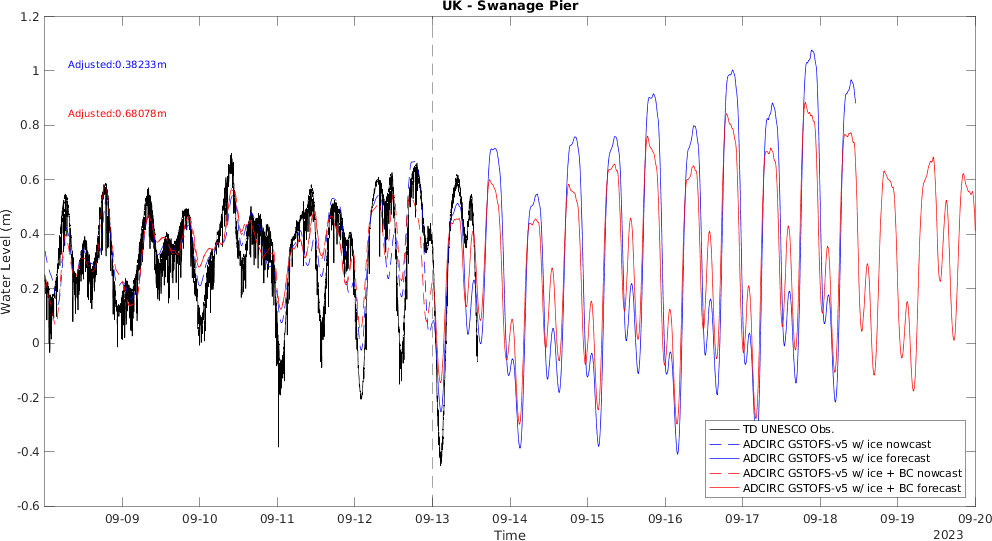 UK - Swanage Pier
1.2
1
0.8
0.6
0.4
0.2
0
-0.2
-0.4
-0.6
Water Level (m)
Adjusted:0.38233m
Adjusted:0.68078m
TD UNESCO Obs.
ADCIRC GSTOFS-v5 w/ ice nowcast
ADCIRC GSTOFS-v5 w/ ice forecast
ADCIRC GSTOFS-v5 w/ ice + BC nowcast
ADCIRC GSTOFS-v5 w/ ice + BC forecast
09-09 09-10 09-11 09-12 09-13 09-14 09-15 09-16 09-17 09-18 09-19 09-20
Time
2023